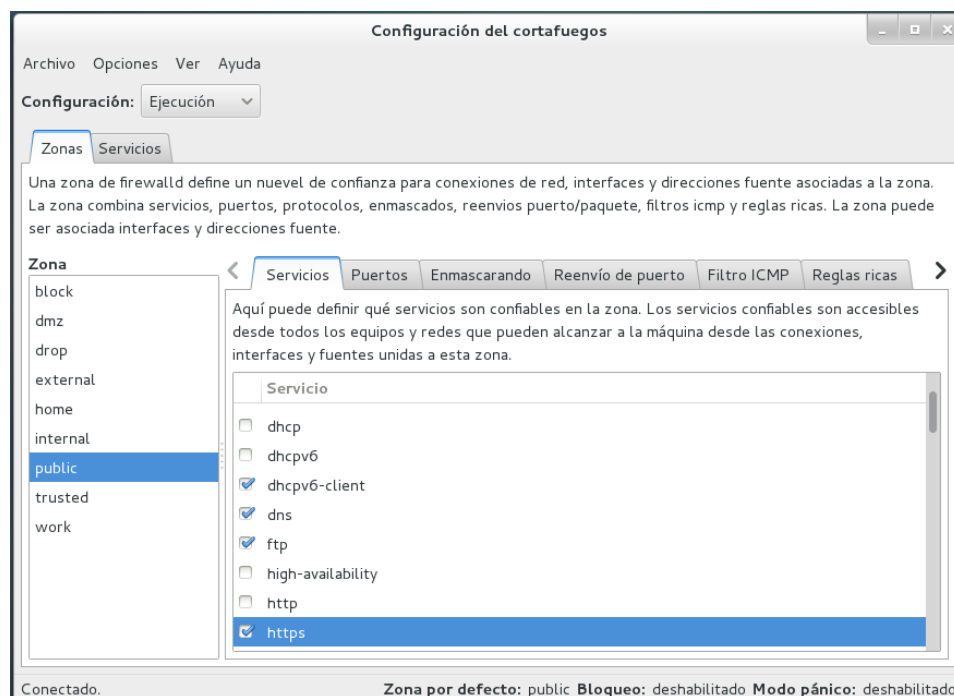 Configuración del cortafuegos
Archivo Opciones Ver Ayuda
Configuración: Ejecución
Zonas Servicios
Una zona de firewalld define un nuevel de confianza para conexiones de red, interfaces y direcciones fuente asociadas a la zona.
La zona combina servicios, puertos, protocolos, enmascados, reenvios puerto/paquete, filtros icmp y reglas ricas. La zona puede
ser asociada interfaces y direcciones fuente.
Zona
block
dmz
drop
external
home
internal
public
trusted
work
Servicios Puertos Enmascarando Reenvío de puerto Filtro ICMP Reglas ricas
Aquí puede definir qué servicios son confiables en la zona. Los servicios confiables son accesibles
desde todos los equipos y redes que pueden alcanzar a la máquina desde las conexiones,
interfaces y fuentes unidas a esta zona.
Servicio
dhcp
dhcpv6
dhcpv6-client
dns
ftp
high-availability
http
https
Conectado. Zona por defecto: public Bloqueo: deshabilitado Modo pánico: deshabilitado